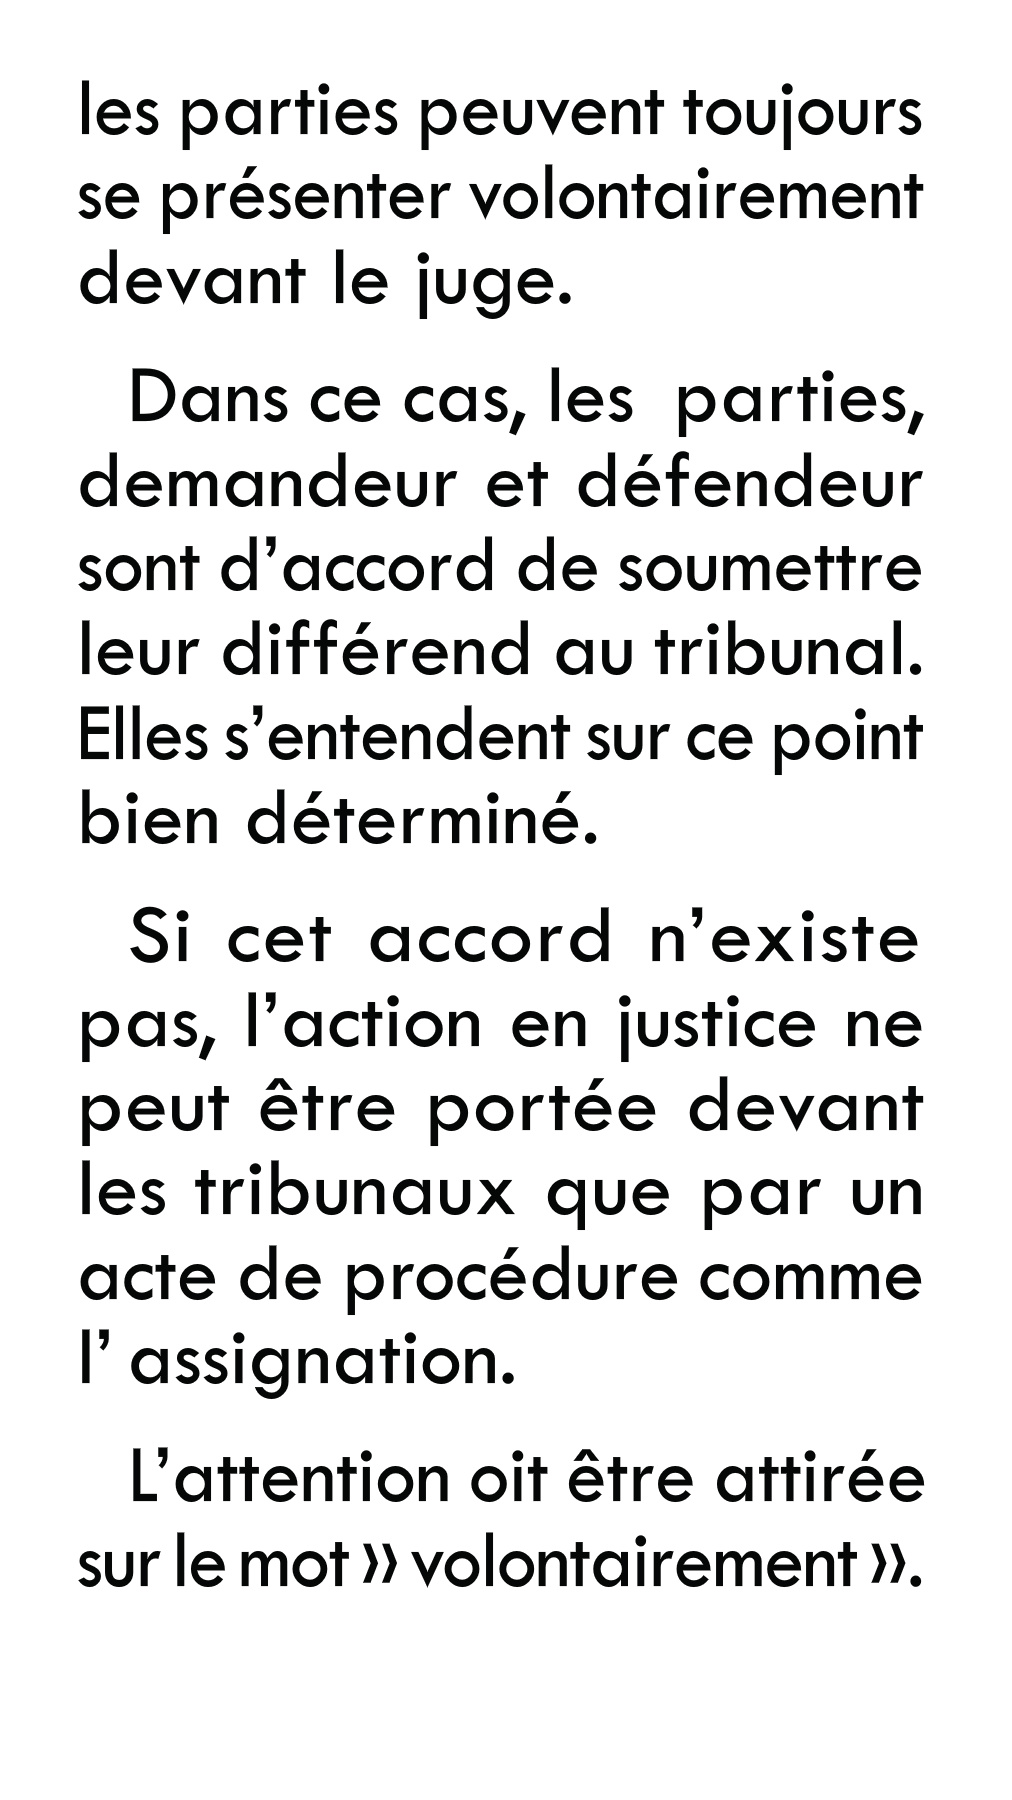 les parties peuvent toujours
se présenter volontairement
devant le juge.
Dans ce cas, les parties,
demandeur et défendeur
sont d’accord de soumettre
leur différend au tribunal.
Elles s’entendent sur ce point
bien déterminé.
Si cet accord n’existe
pas, l’action en justice ne
peut être portée devant
les tribunaux que par un
acte de procédure comme
l’ assignation.
L’attention oit être attirée
sur le mot » volontairement ».